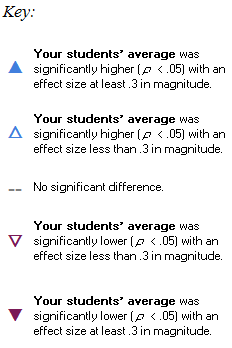 Key:
Your students' average was
significantly higher (p < .05) with an
effect size at least .3 in magnitude.
Your students' average was
significantly higher (p < .05) with an
effect size less than .3 in magnitude.
-- No significant difference.
Your students' average was
significantly lower (p < .05) with an
effect size less than .3 in magnitude.
Your students' average was
significantly lower (p < .05) with an
effect size at least .3 in magnitude.